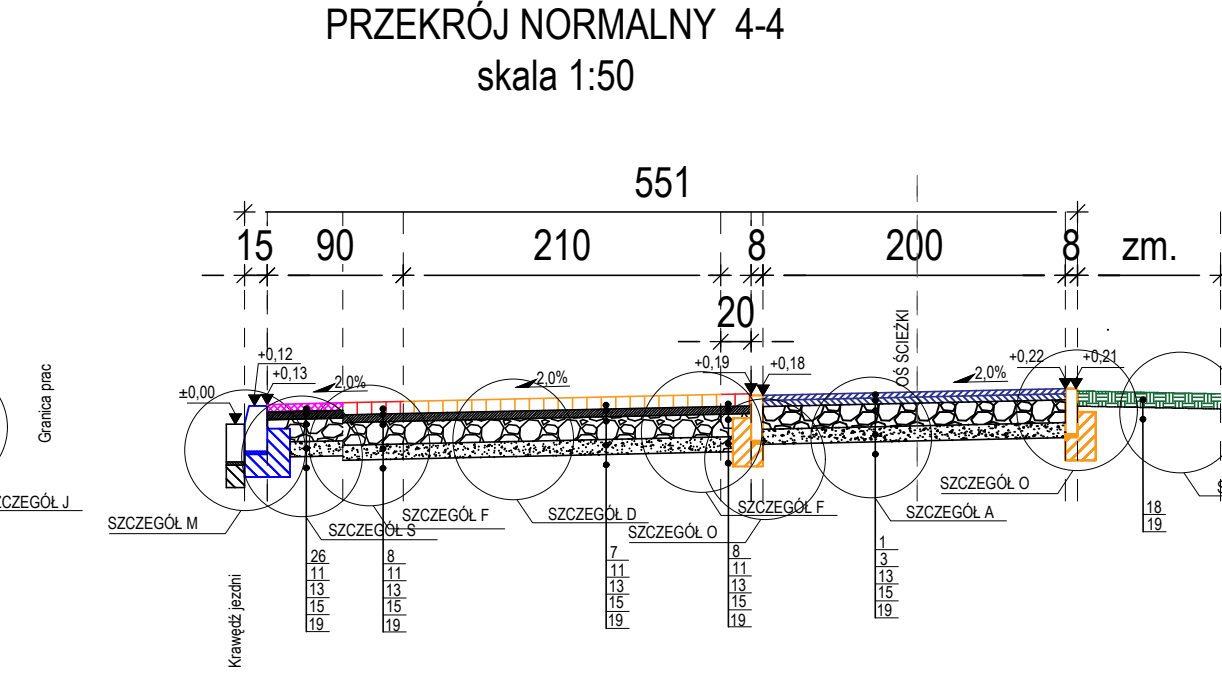 PRZEKRÓJ NORMALNY 4-4
skala 1:50
551
15 90 210 8 200 8 zm.
20
OŚ ŚCIEŻKI
+0,12
+0,13
±0,00
2,0%
2,0%
+0,19
+0,18
2,0%
+0,22
+0,21
Granica prac
SZCZEGÓŁ M
SZCZEGÓŁ S
SZCZEGÓŁ F
SZCZEGÓŁ D
SZCZEGÓŁ O
SZCZEGÓŁ F
SZCZEGÓŁ A
SZCZEGÓŁ O
ZCZEGÓŁ J
Krawędź jezdni
26
11
13
15
19
8
11
13
15
19
7
11
13
15
19
8
11
13
15
19
1
3
13
15
19
18
19